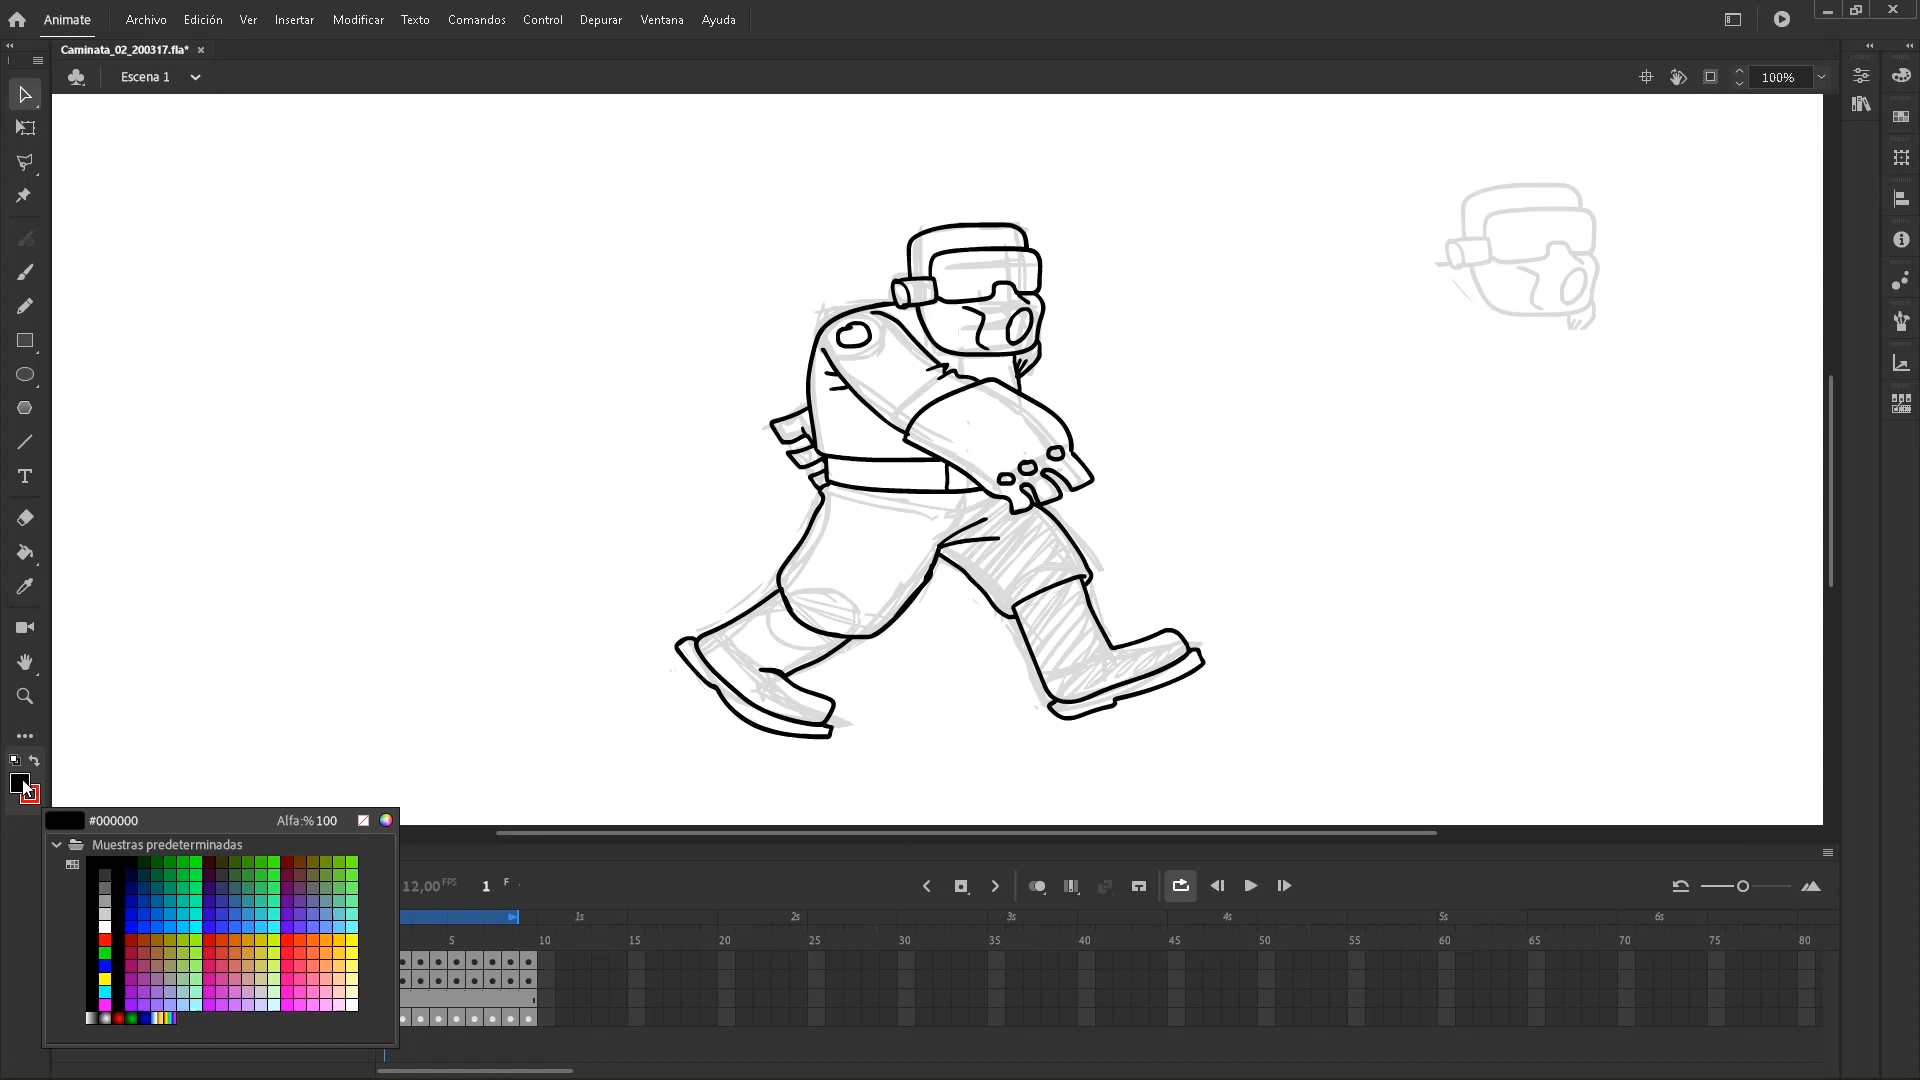 Animate Archivo Edición Ver Insertar Modificar Texto Comandos Control Depurar Ventana Ayuda
Caminata_02_200317.fla*
Escena 1
100%
#000000 Alfa:% 100
Muestras predeterminadas
12,00 FPS 1 F
1s 2s 3s 4s 5s 6s
5 10 15 20 25 30 35 40 45 50 55 60 65 70 75 80